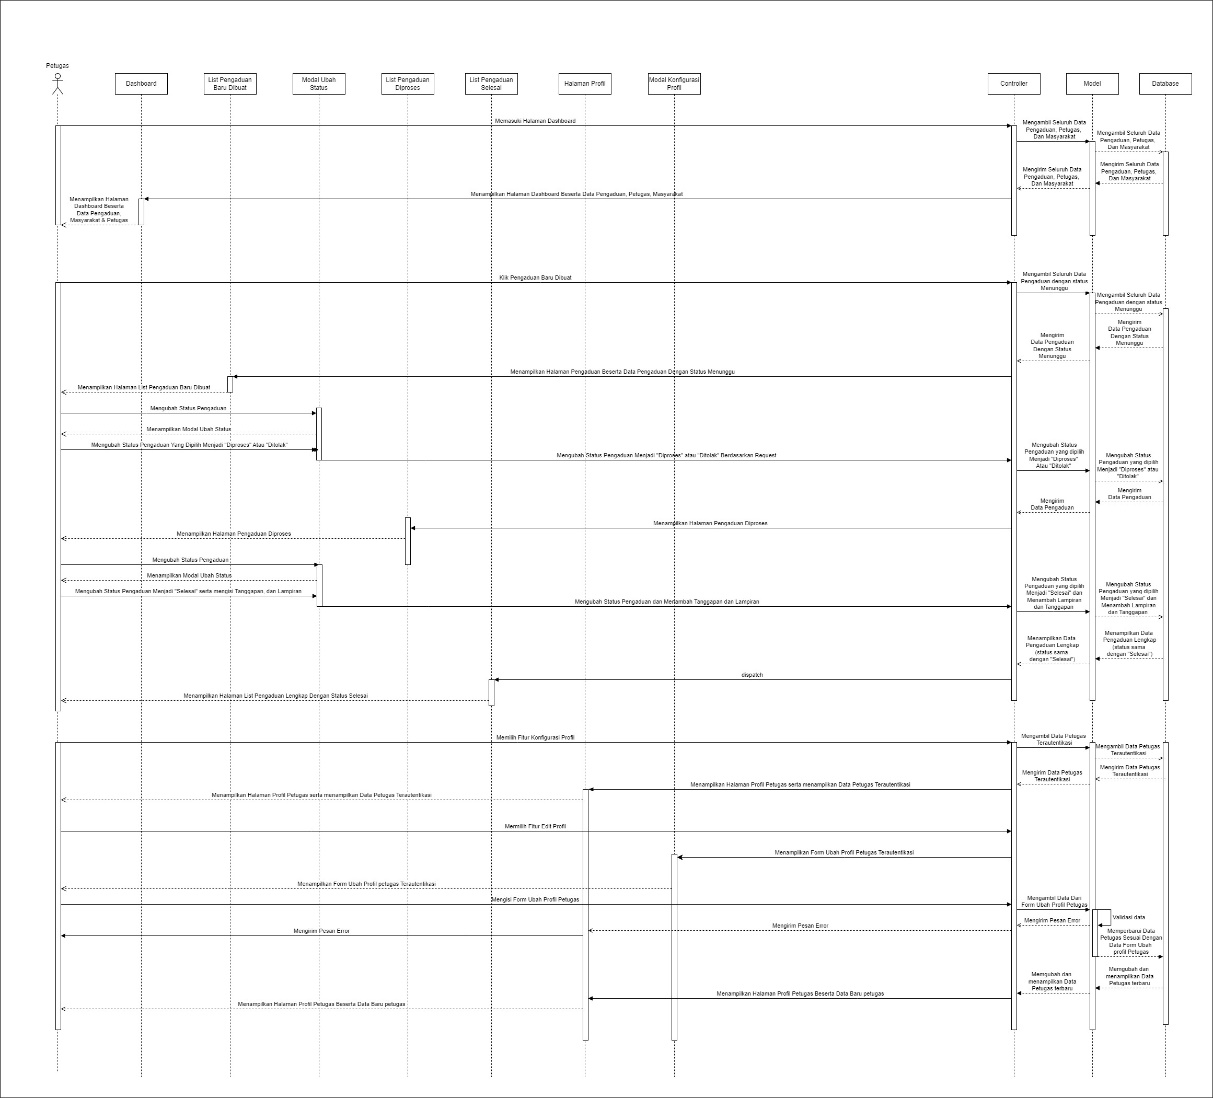 Petugas
Dashboard
List Pengaduan
Baru Dibuat
Modal Ubah
Status
List Pengaduan
Diproses
List Pengaduan
Selesai
Halaman Profil
Modal Konfigurasi
Profil
Controller
Model
Database
Memasuki Halaman Dashboard
Mengambil Seluruh Data
Pengaduan, Petugas,
Dan Masyarakat
Mengambil Seluruh Data
Pengaduan, Petugas,
Dan Masyarakat
Mengirim Seluruh Data
Pengaduan, Petugas,
Dan Masyarakat
Mengirim Seluruh Data
Pengaduan, Petugas,
Dan Masyarakat
Menampilkan Halaman Dashboard Beserta Data Pengaduan, Petugas, Masyarakat
Menampilkan Halaman
Dashboard Beserta
Data Pengaduan,
Masyarakat & Petugas
Klik Pengaduan Baru Dibuat
Mengambil Seluruh Data
Pengaduan dengan status
Menunggu
Mengambil Seluruh Data
Pengaduan dengan status
Menunggu
Mengirim
Data Pengaduan
Dengan Status
Menunggu
Mengirim
Data Pengaduan
Dengan Status
Menunggu
Menampilkan Halaman Pengaduan Beserta Data Pengaduan Dengan Status Menunggu
Menampilkan Halaman List Pengaduan Baru Dibuat
Mengubah Status Pengaduan
Menampilkan Modal Ubah Status
Mengubah Status Pengaduan Yang Dipilih Menjadi "Diproses" Atau "Ditolak"
Mengubah Status Pengaduan Menjadi "Diproses" atau "Ditolak" Berdasarkan Request
Mengubah Status
Pengaduan yang dipilih
Menjadi "Diproses"
Atau "Ditolak"
Mengubah Status
Pengaduan yang dipilih
Menjadi "Diproses" atau
"Ditolak"
Mengirim
Data Pengaduan
Mengirim
Data Pengaduan
Menampilkan Halaman Pengaduan Diproses
Menampilkan Halaman Pengaduan Diproses
Mengubah Status Pengaduan
Menampilkan Modal Ubah Status
Mengubah Status Pengaduan Menjadi "Selesai" serta mengisi Tanggapan, dan Lampiran
Mengubah Status Pengaduan dan Menambah Tanggapan dan Lampiran
Mengubah Status
Pengaduan yang dipilih
Menjadi "Selesai" dan
Menambah Lampiran
dan Tanggapan
Mengubah Status
Pengaduan yang dipilih
Menjadi "Selesai" dan
Menambah Lampiran
dan Tanggapan
Menampilkan Data
Pengaduan Lengkap
(status sama
dengan "Selesai")
Menampilkan Data
Pengaduan Lengkap
(status sama
dengan "Selesai")
dispatch
Menampilkan Halaman List Pengaduan Lengkap Dengan Status Selesai
Memilih Fitur Konfigurasi Profil
Mengambil Data Petugas
Terautentikasi
Mengambil Data Petugas
Terautentikasi
Mengirim Data Petugas
Terautentikasi
Mengirim Data Petugas
Terautentikasi
Menampilkan Halaman Profil Petugas serta menampilkan Data Petugas Terautentikasi
Menampilkan Halaman Profil Petugas serta menampilkan Data Petugas Terautentikasi
Memilih Fitur Edit Profil
Menampilkan Form Ubah Profil Petugas Terautentikasi
Menampilkan Form Ubah Profil petugas Terautentikasi
Mengisi Form Ubah Profil Petugas
Mengambil Data Dari
Form Ubah Profil Petugas
Validasi data
Mengirim Pesan Error
Mengirim Pesan Error
Mengirim Pesan Error
Memperbarui Data
Petugas Sesuai Dengan
Data Form Ubah
profil Petugas
Memgubah dan
menampilkan Data
Petugas terbaru
Memgubah dan
menampilkan Data
Petugas terbaru
Menampilkan Halaman Profil Petugas Beserta Data Baru petugas
Menampilkan Halaman Profil Petugas Beserta Data Baru petugas